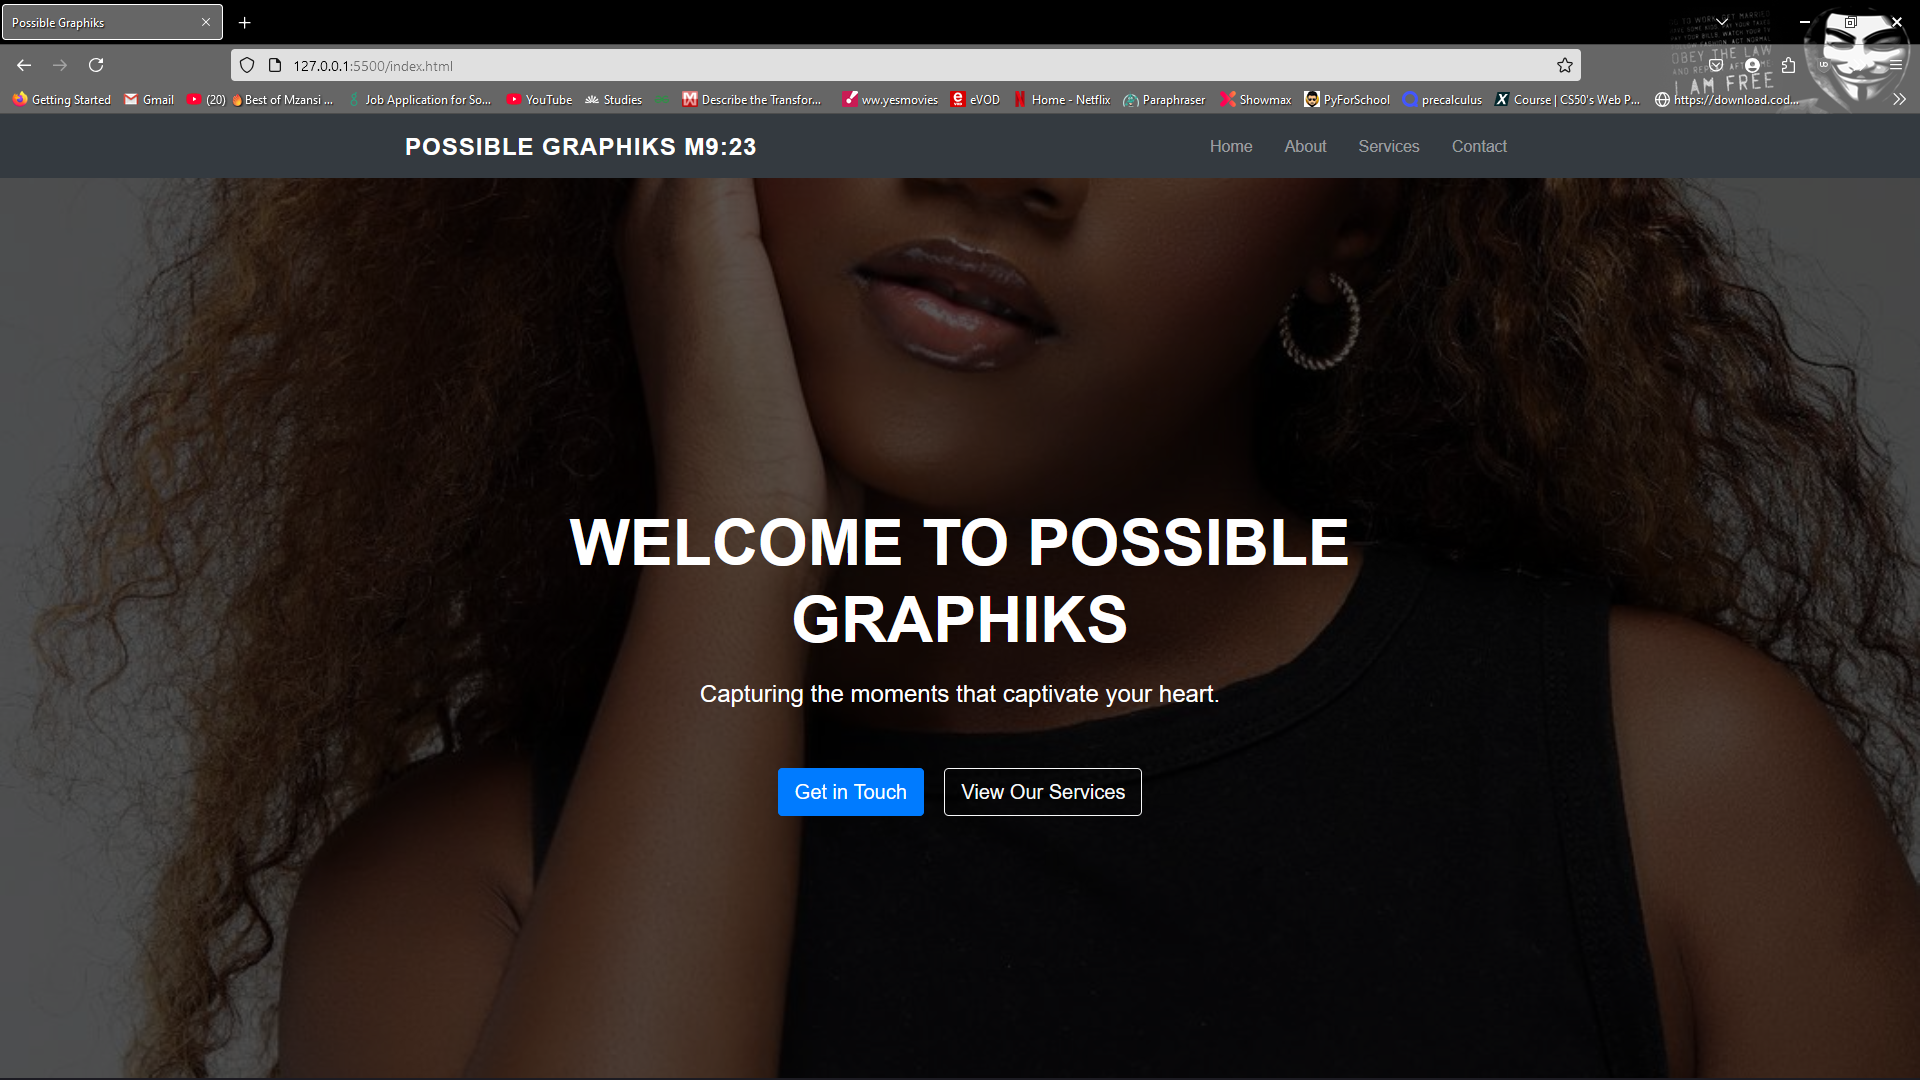 Possible Graphiks
127.0.0.1:5500/index.html
OBEY THE LAW
I AM FREE
Getting Started
Gmail
(20) 🔥Best of Mzansi ...
Job Application for So...
YouTube
Studies
Describe the Transfor...
ww.yesmovies
eVOD
Home - Netflix
Paraphraser
Showmax
PyForSchool
precalculus
Course | CS50's Web P...
https://download.cod...
POSSIBLE GRAPHIKS M9:23
Home
About
Services
Contact
WELCOME TO POSSIBLE
GRAPHIKS
Capturing the moments that captivate your heart.
Get in Touch
View Our Services